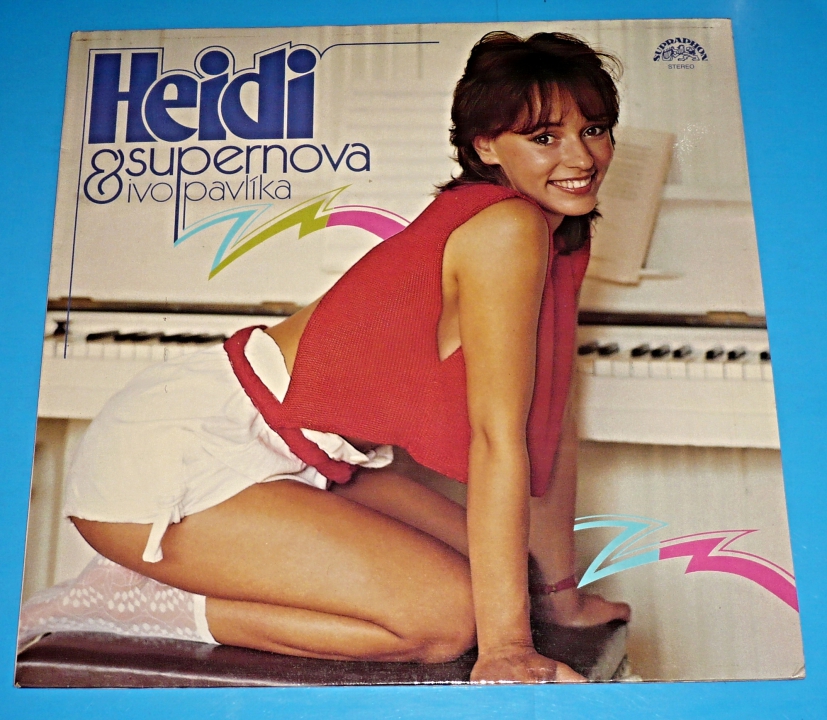 Heidi
& supernova
ivo pavlíka
SUPRAPHON
STEREO